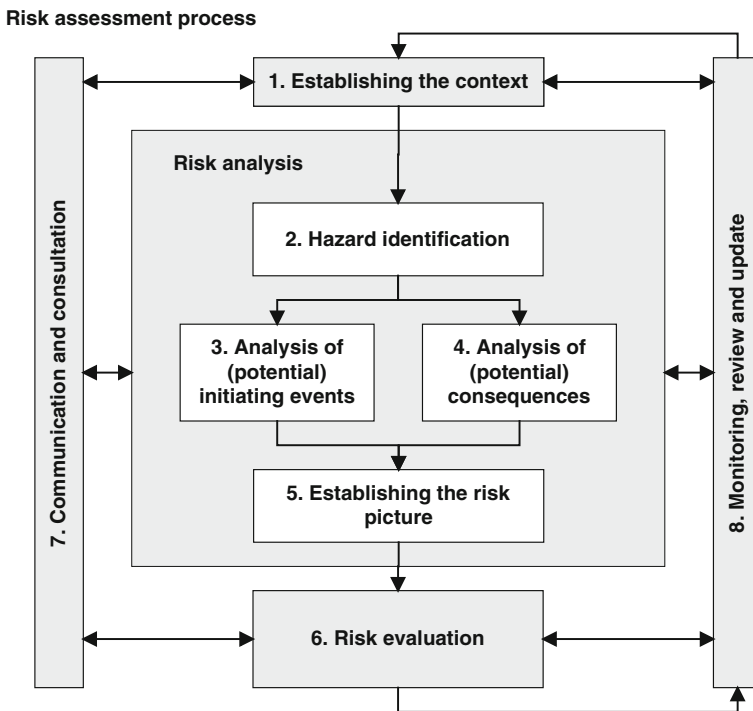 Risk assessment process
1. Establishing the context
Risk analysis
2. Hazard identification
3. Analysis of
(potential)
initiating events
4. Analysis of
(potential)
consequences
5. Establishing the risk
picture
6. Risk evaluation
7. Communication and consultation
8. Monitoring, review and update